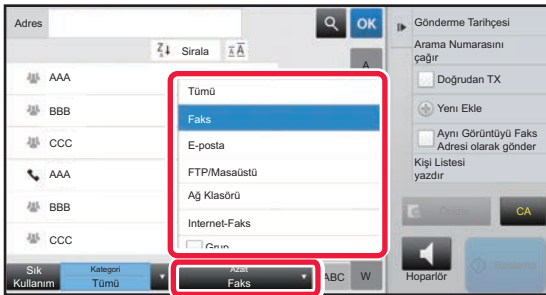 Adres
OK
Gönderme Tarihçesi
Arama Numarasını
çağır
Sırala
A
Doğrudan TX
AAA
Tümü
BBB
Faks
Yeni Ekle
CCC
E-posta
Aynı Görüntüyü Faks
Adresi olarak gönder
AAA
FTP/Masaüstü
Kişi Listesi
yazdır
BBB
Ağ Klasörü
CCC
Internet-Faks
Grup
CA
Sık
Kullanım
Kategori
Tümü
Azalt
Faks
ABC
W
Hoparlör